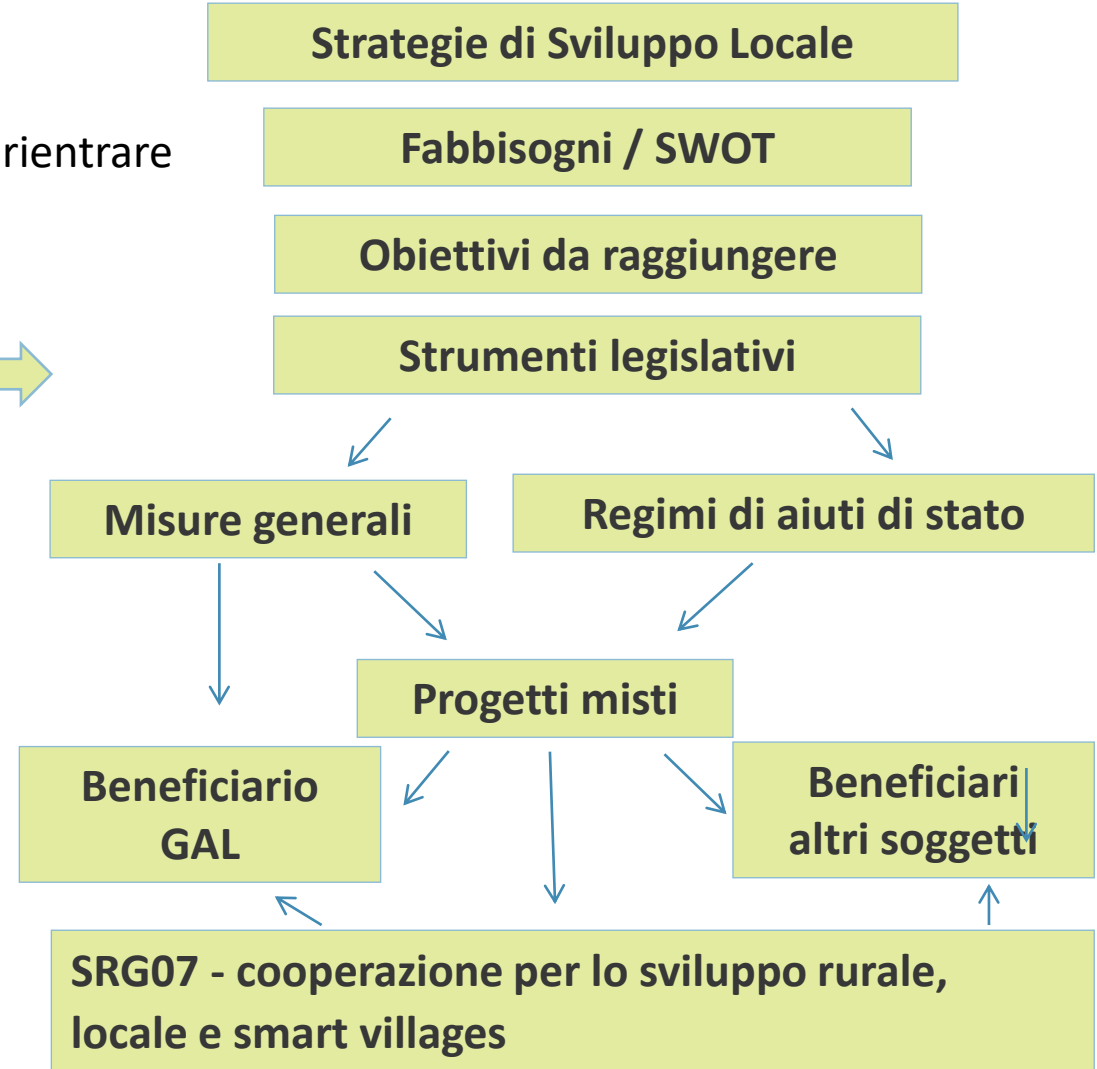 Strategie di Sviluppo Locale
rientrare
Fabbisogni / SWOT
Obiettivi da raggiungere
Strumenti legislativi
Misure generali
Regimi di aiuti di stato
Progetti misti
Beneficiario
GAL
Beneficiari
altri soggetti
SRG07 - cooperazione per lo sviluppo rurale,
locale e smart villages